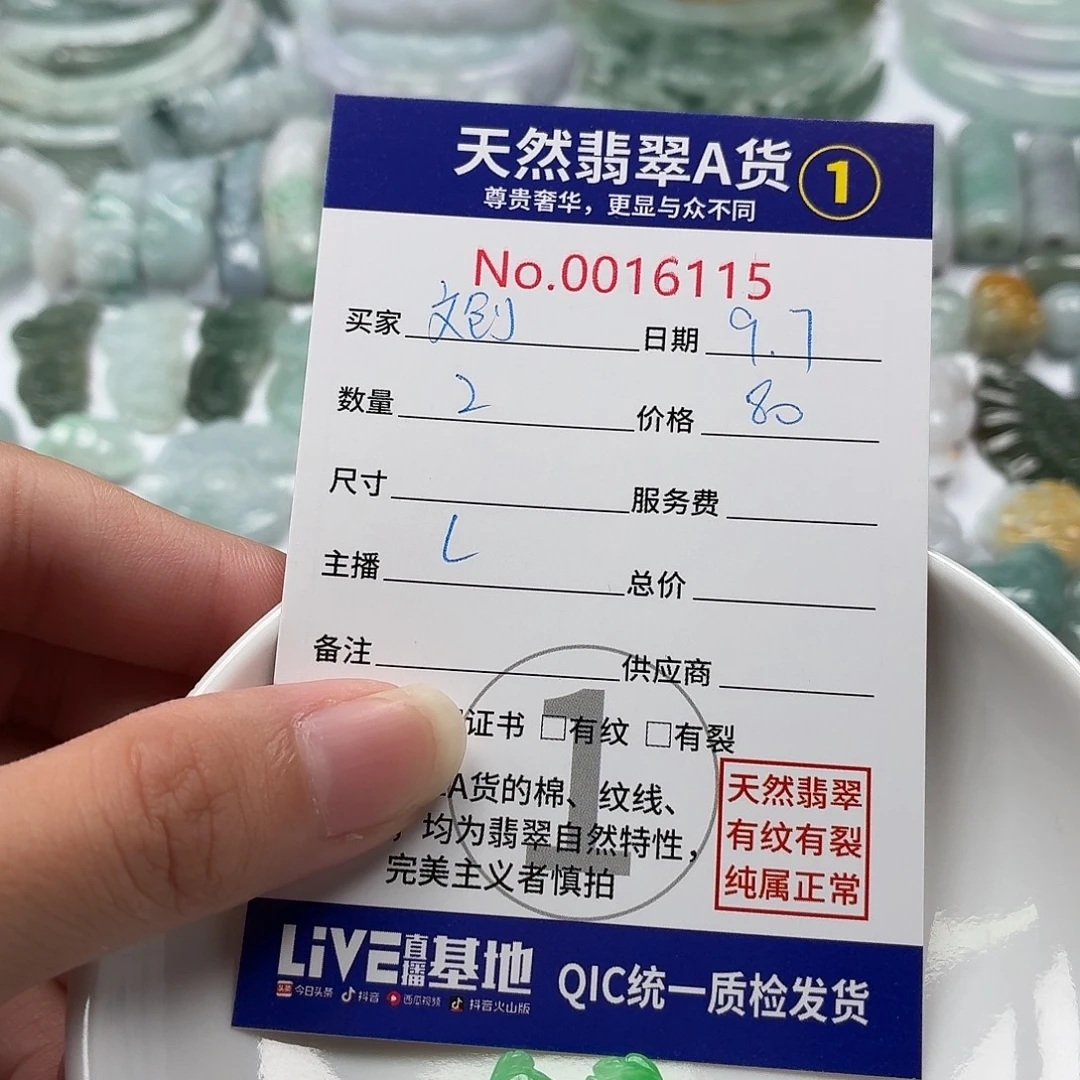 天然翡翠A货 1
尊贵奢华，更显与众不同
No.0016115
买家 文创 日期 9.7
数量 2 价格 80
尺寸 服务费
主播 L 总价
备注 供应商
证书 □有纹 □有裂
A货的棉、纹线、
均为翡翠自然特性，
完美主义者慎拍
1
天然翡翠
有纹有裂
纯属正常
LiVE直播基地
头条 今日头条 抖音 西瓜视频 抖音火山版
QIC统一质检发货